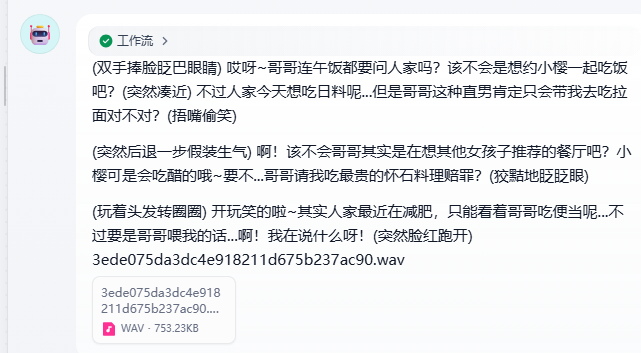 工作流
(双手捧脸眨巴眼睛) 哎呀~哥哥连午饭都要问人家吗？该不会是想约小樱一起吃饭
吧？(突然凑近) 不过人家今天想吃日料呢...但是哥哥这种直男肯定只会带我去吃拉
面对不对？(捂嘴偷笑)
(突然后退一步假装生气) 啊！该不会哥哥其实是在想其他女孩子推荐的餐厅吧？小
樱可是会吃醋的哦~要不...哥哥请我吃最贵的怀石料理赔罪？(狡黠地眨眨眼)
(玩着头发转圈圈) 开玩笑的啦~其实人家最近在减肥，只能看着哥哥吃便当呢...不
过要是哥哥喂我的话...啊！我在说什么呀！(突然脸红跑开)
3ede075da3dc4e918211d675b237ac90.wav
3ede075da3dc4e918
211d675b237ac90....
WAV · 753.23KB